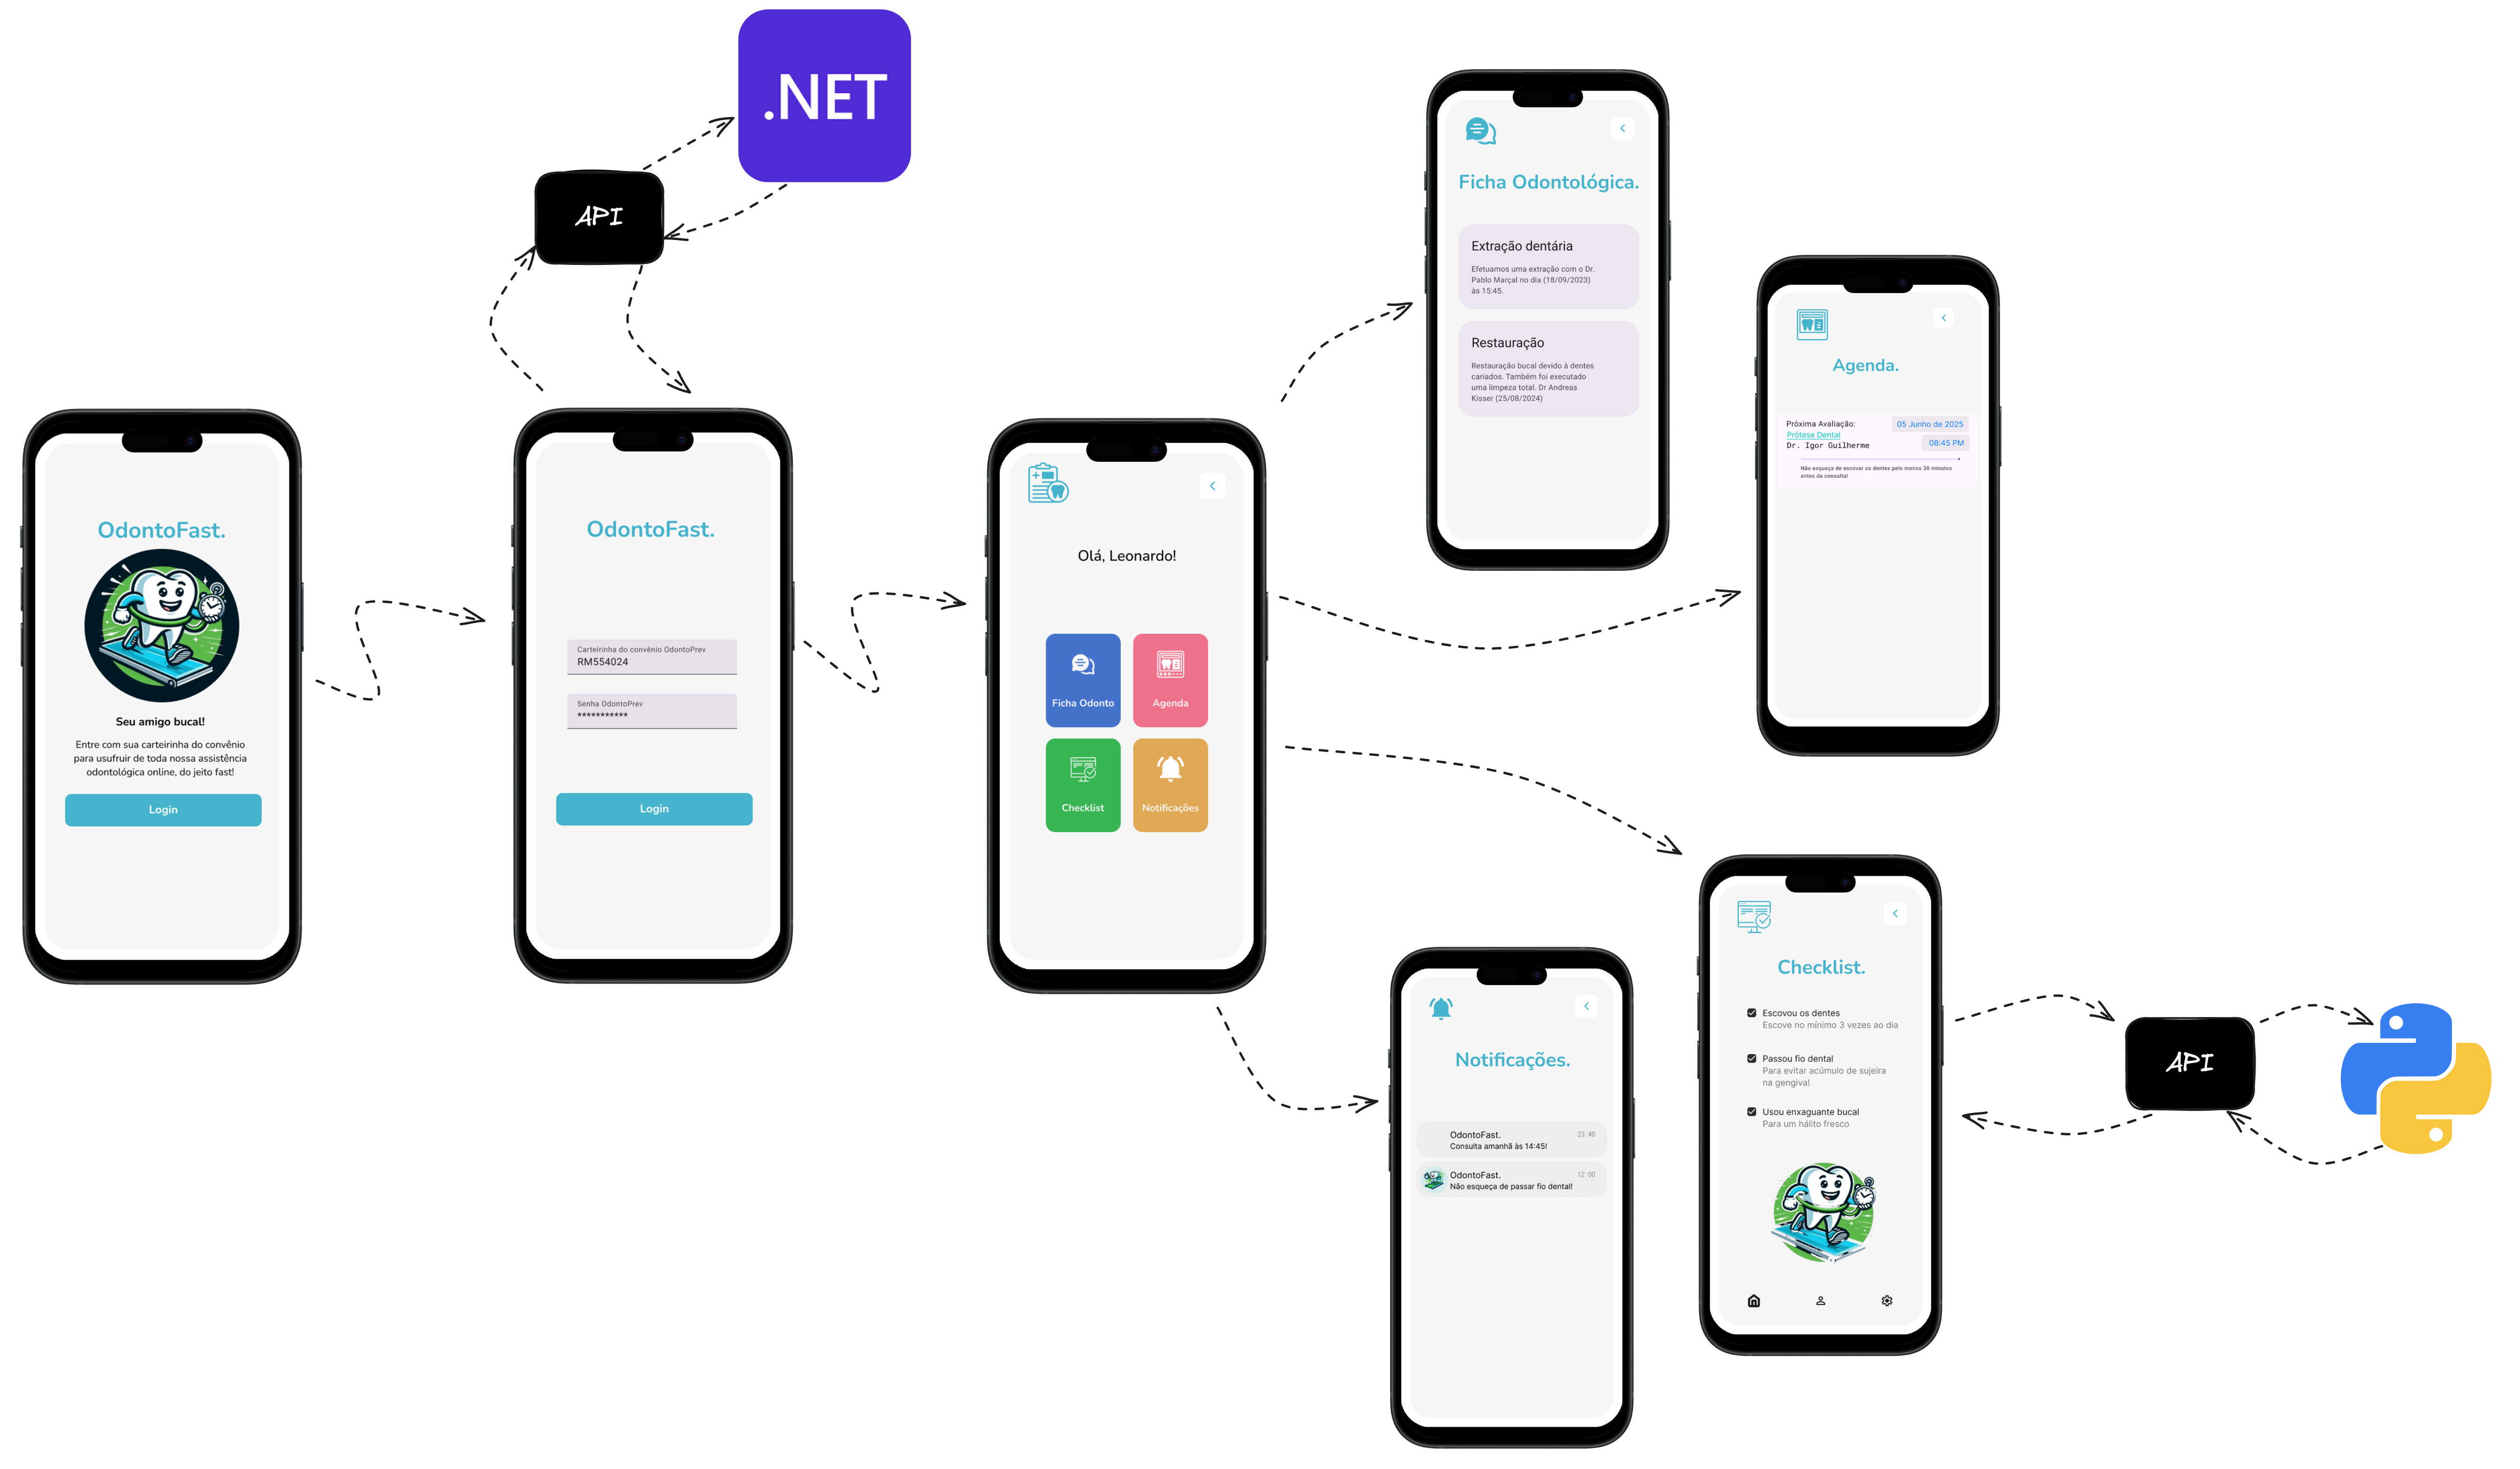 .NET
API
OdontoFast.
Seu amigo bucal!
Entre com sua carteirinha do convênio
para usufruir de toda nossa assistência
odontológica online, do jeito fast!
Login
OdontoFast.
Carteirinha do convênio OdontoPrev
RM554024
Senha OdontoPrev
***********
Login
Olá, Leonardo!
Ficha Odonto
Agenda
Checklist
Notificações
Ficha Odontológica.
Extração dentária
Efetuamos uma extração com o Dr.
Pablo Marçal no dia (18/09/2023)
às 15:45.
Restauração
Restauração bucal devido à dentes
cariados. Também foi executado
uma limpeza total. Dr Andreas
Kisser (25/08/2024)
Agenda.
Próxima Avaliação:
05 Junho de 2025
Prótese Dental
Dr. Igor Guilherme
08:45 PM
Não esqueça de escovar os dentes pelo menos 30 minutos
antes da consulta!
Notificações.
OdontoFast.
23:40
Consulta amanhã às 14:45!
OdontoFast.
12:00
Não esqueça de passar fio dental!
Checklist.
Escovou os dentes
Escove no mínimo 3 vezes ao dia
Passou fio dental
Para evitar acúmulo de sujeira
na gengiva!
Usou enxaguante bucal
Para um hálito fresco
API